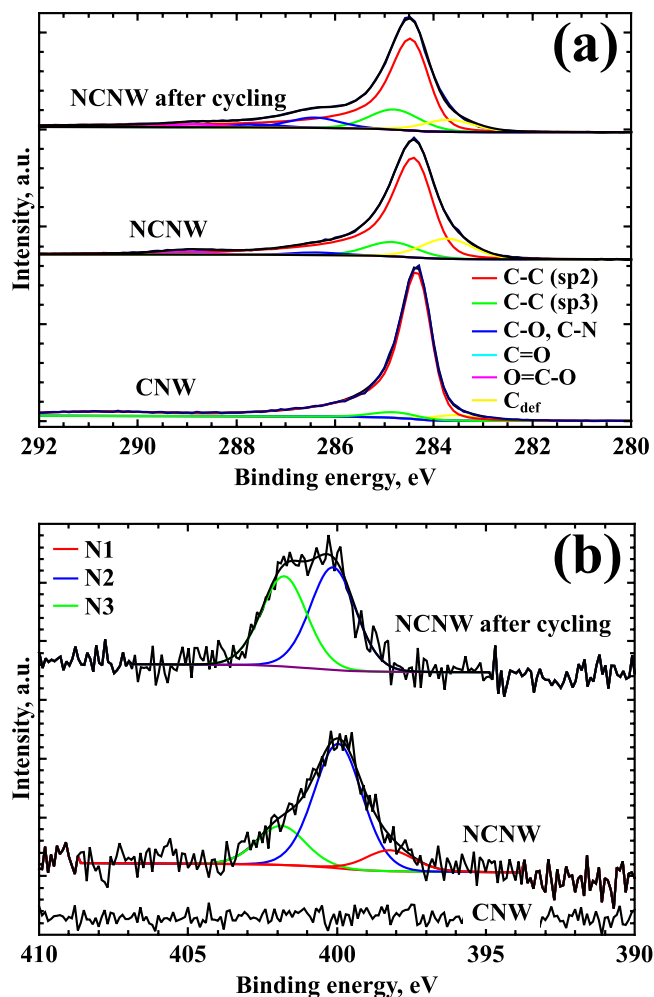 (a)
NCNW after cycling
NCNW
CNW
Intensity, a.u.
C-C (sp2)
C-C (sp3)
C-O, C-N
C=O
O=C-O
C_def
292 290 288 286 284 282 280
Binding energy, eV
(b)
N1
N2
N3
NCNW after cycling
NCNW
CNW
Intensity, a.u.
410 405 400 395 390
Binding energy, eV